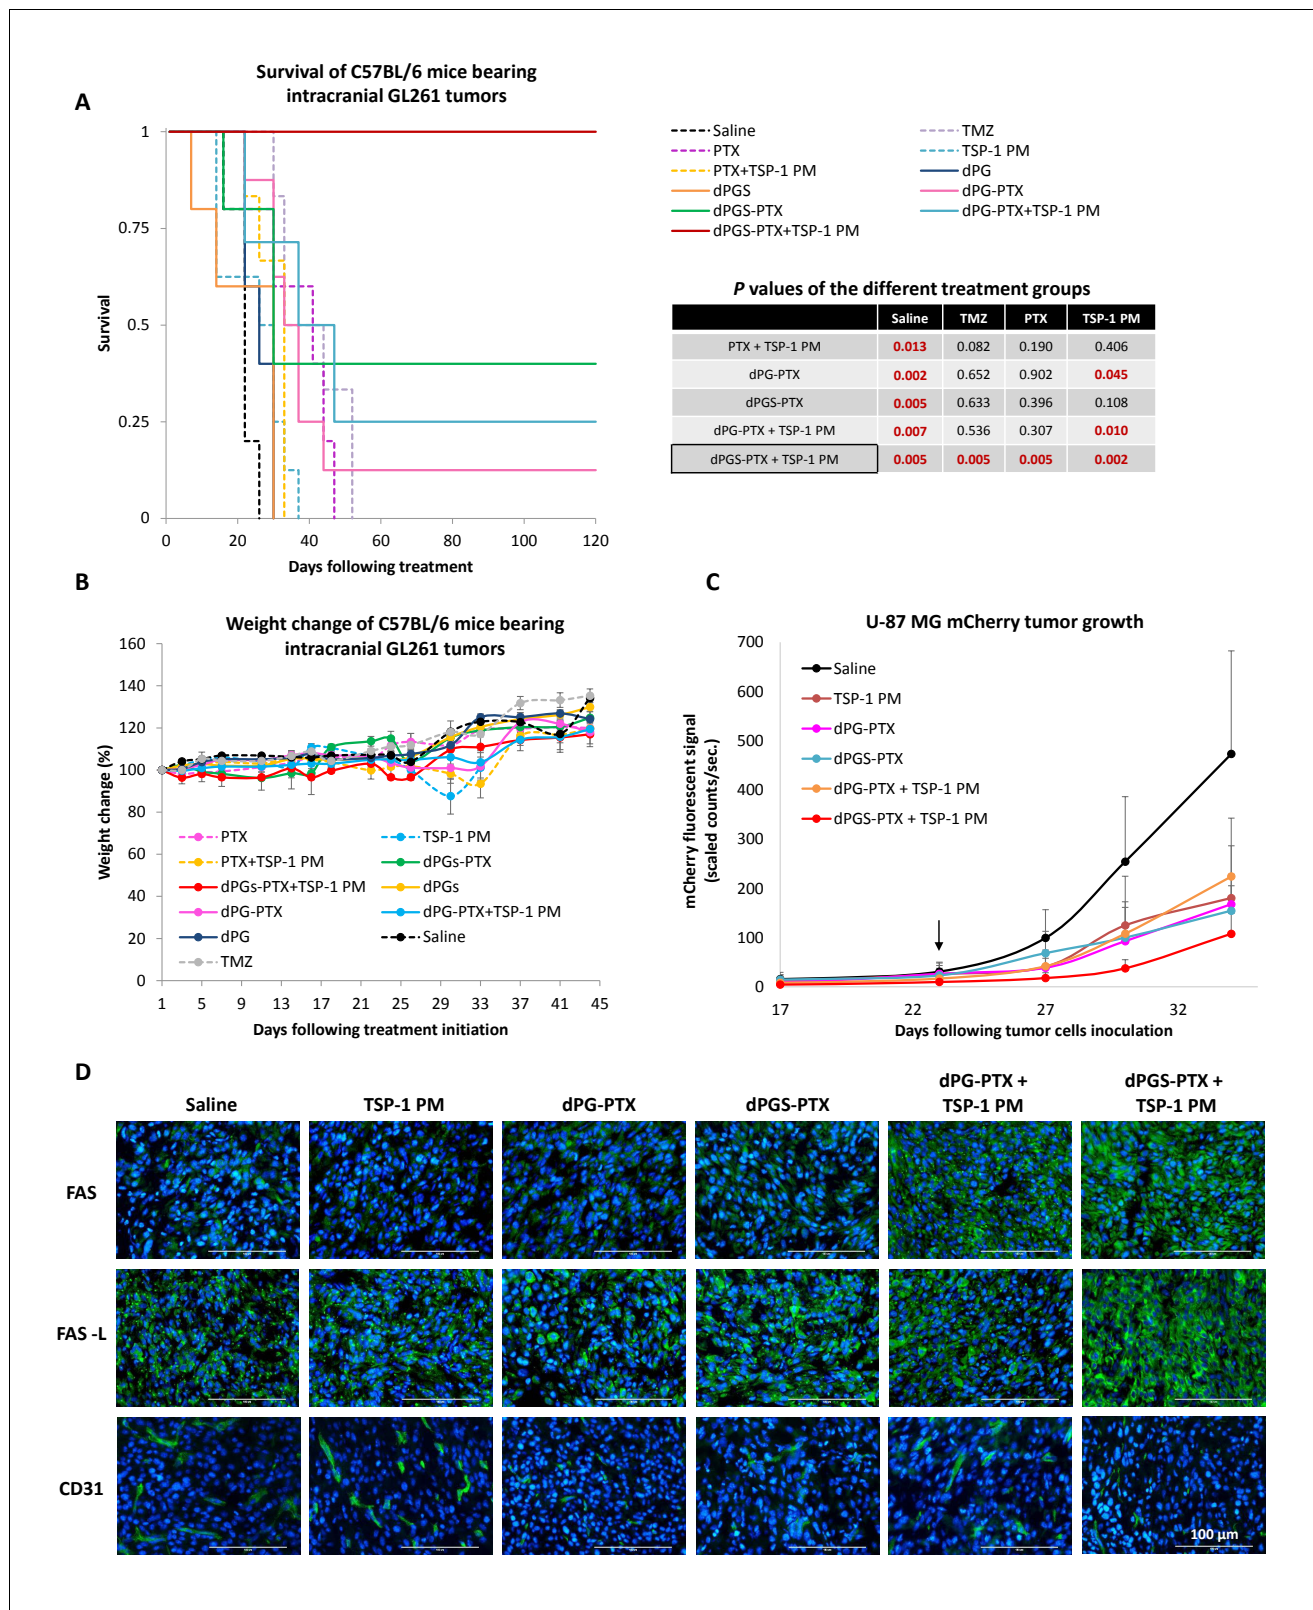 A
Survival of C57BL/6 mice bearing
intracranial GL261 tumors
Survival
1
0.75
0.5
0.25
0
0 20 40 60 80 100 120
Days following treatment
Saline TMZ
PTX TSP-1 PM
PTX+TSP-1 PM dPG
dPGS dPG-PTX
dPGS-PTX dPG-PTX+TSP-1 PM
dPGS-PTX+TSP-1 PM
P values of the different treatment groups
Saline TMZ PTX TSP-1 PM
PTX + TSP-1 PM 0.013 0.082 0.190 0.406
dPG-PTX 0.002 0.652 0.902 0.045
dPGS-PTX 0.005 0.633 0.396 0.108
dPG-PTX + TSP-1 PM 0.007 0.536 0.307 0.010
dPGS-PTX + TSP-1 PM 0.005 0.005 0.005 0.002
B
Weight change of C57BL/6 mice bearing
intracranial GL261 tumors
Weight change (%)
160
140
120
100
80
60
40
20
0
PTX TSP-1 PM
PTX+TSP-1 PM dPGs-PTX
dPGs-PTX+TSP-1 PM dPGs
dPG-PTX dPG-PTX+TSP-1 PM
dPG Saline
TMZ
1 5 9 13 17 21 25 29 33 37 41 45
Days following treatment initiation
C
U-87 MG mCherry tumor growth
mCherry fluorescent signal
(scaled counts/sec.)
700
600
500
400
300
200
100
0
Saline
TSP-1 PM
dPG-PTX
dPGS-PTX
dPG-PTX + TSP-1 PM
dPGS-PTX + TSP-1 PM
17 22 27 32
Days following tumor cells inoculation
D
Saline TSP-1 PM dPG-PTX dPGS-PTX dPG-PTX +
TSP-1 PM dPGS-PTX +
TSP-1 PM
FAS
FAS -L
CD31
100 µm